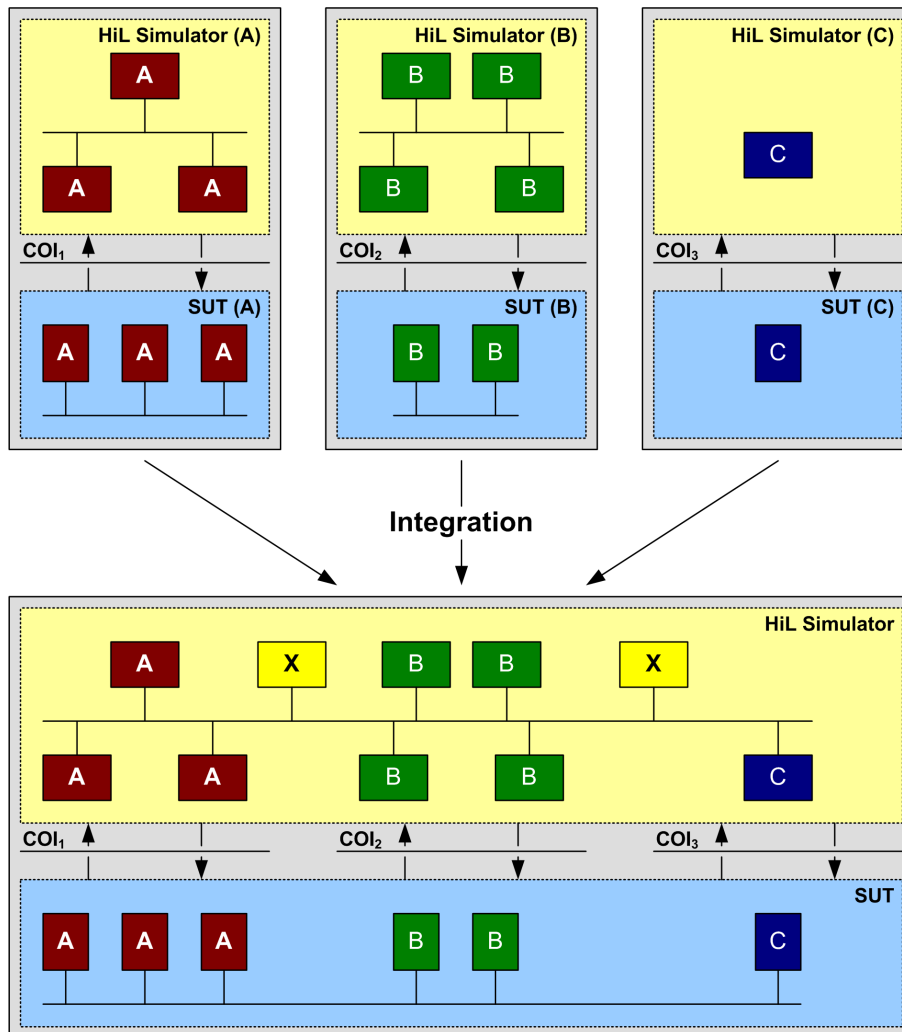 HiL Simulator (A)
A
A A
COI₁
SUT (A)
A A A
HiL Simulator (B)
B B
B B
COI₂
SUT (B)
B B
HiL Simulator (C)
C
COI₃
SUT (C)
C
Integration
HiL Simulator
A X B B X
A A B B C
COI₁ COI₂ COI₃
SUT
A A A B B C